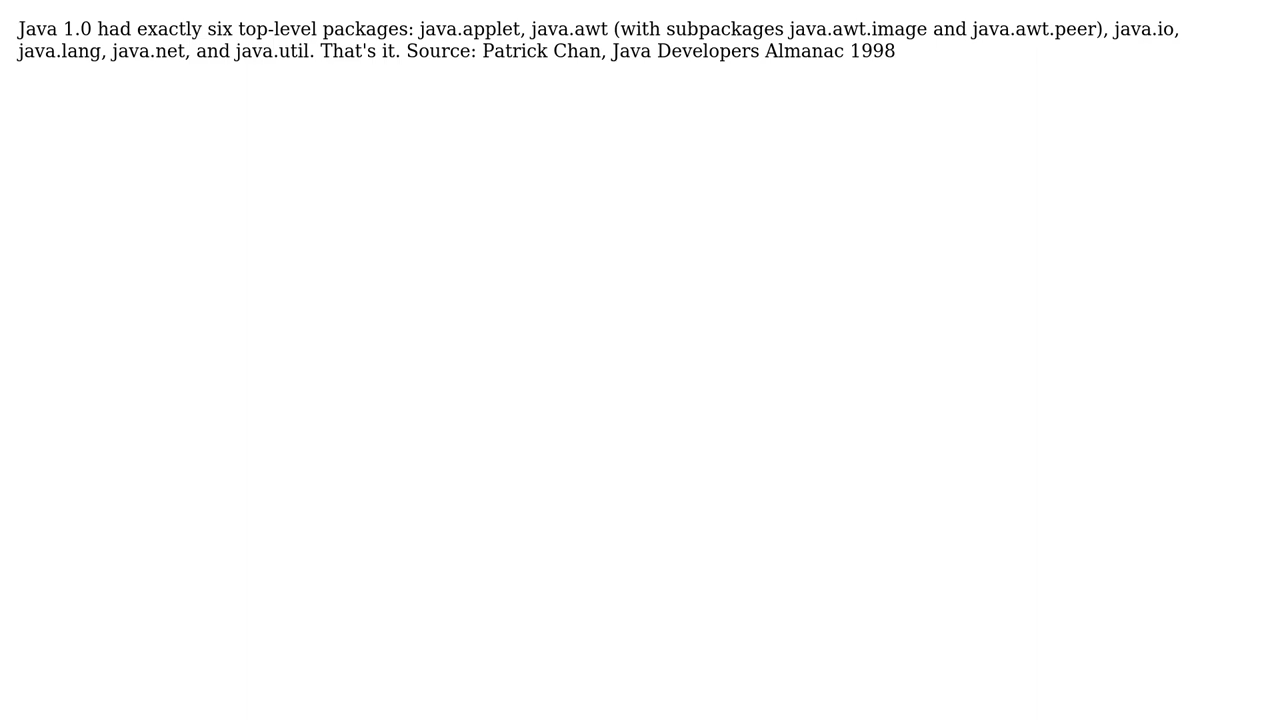 Java 1.0 had exactly six top-level packages: java.applet, java.awt (with subpackages java.awt.image and java.awt.peer), java.io,
java.lang, java.net, and java.util. That's it. Source: Patrick Chan, Java Developers Almanac 1998